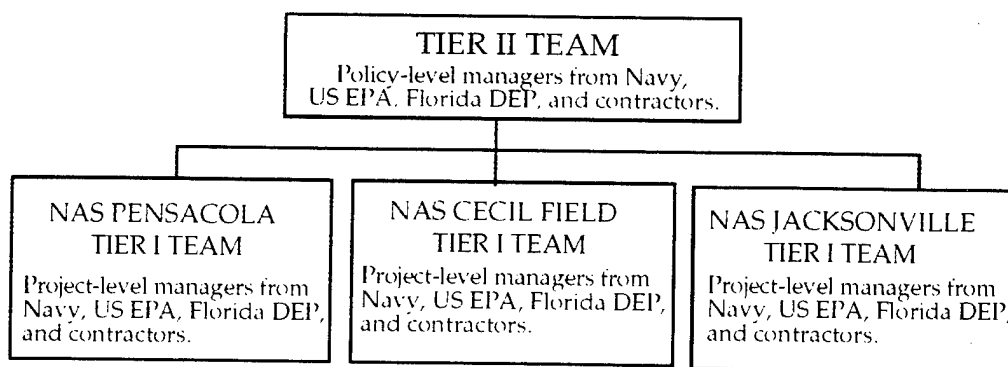 TIER II TEAM
Policy-level managers from Navy,
US EPA, Florida DEP, and contractors.
NAS PENSACOLA
TIER I TEAM
Project-level managers from
Navy, US EPA, Florida DEP,
and contractors.
NAS CECIL FIELD
TIER I TEAM
Project-level managers from
Navy, US EPA, Florida DEP,
and contractors.
NAS JACKSONVILLE
TIER I TEAM
Project-level managers from
Navy, US EPA, Florida DEP,
and contractors.